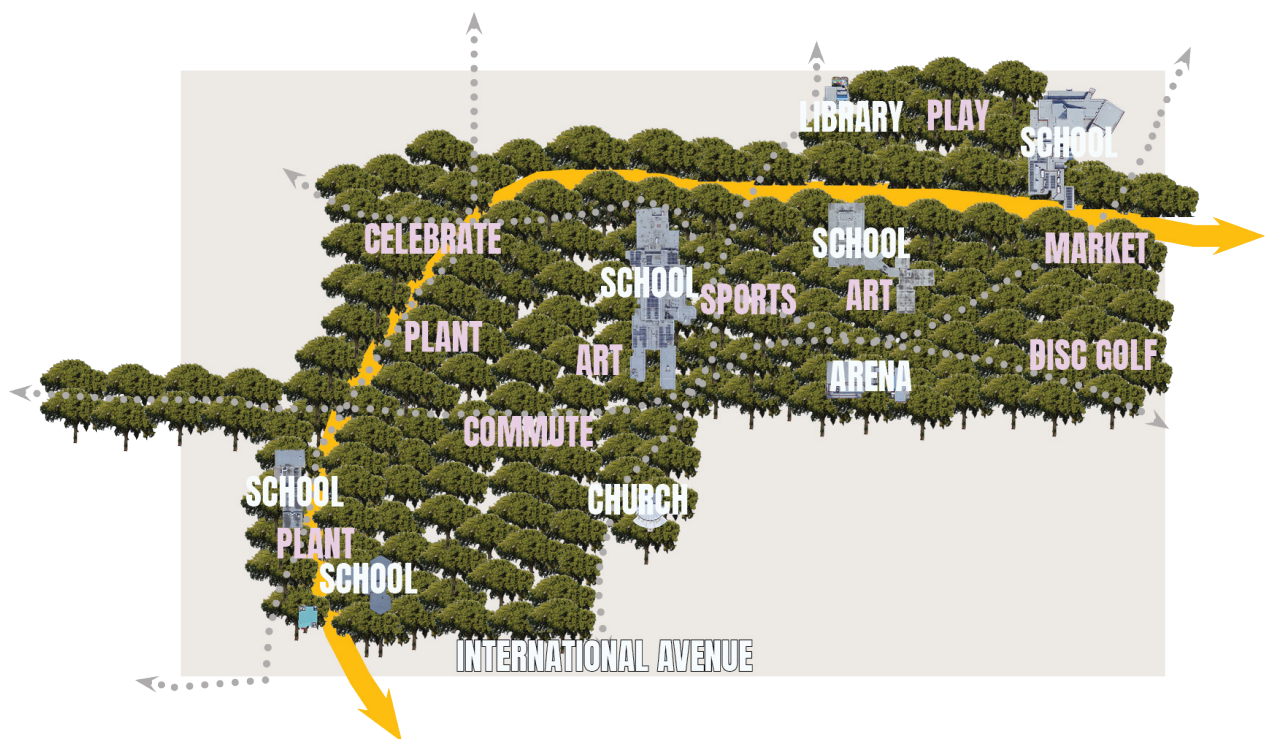 LIBRARY
PLAY
SCHOOL
CELEBRATE
SCHOOL
MARKET
SCHOOL
SPORTS
ART
PLANT
ART
DISC GOLF
ARENA
COMMUTE
SCHOOL
CHURCH
PLANT
SCHOOL
INTERNATIONAL AVENUE